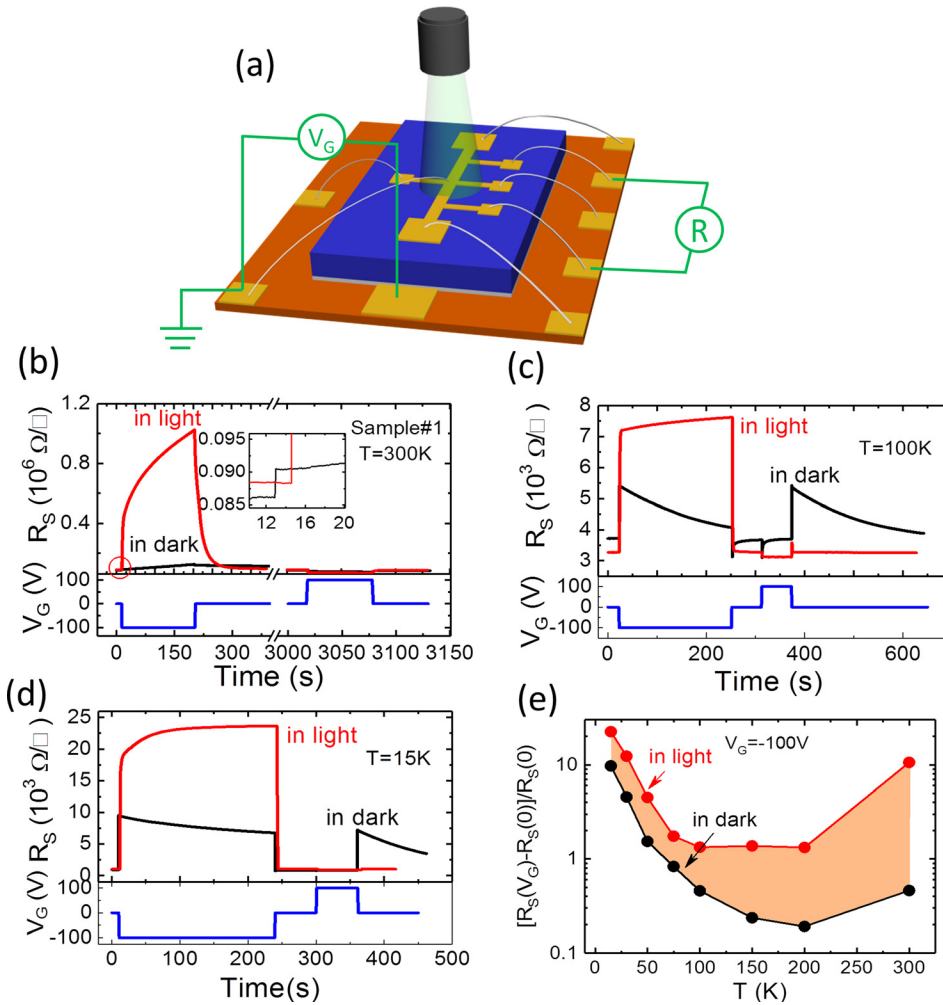 (a)
V_G
R
(b)
R_S (10^6 Ω/□)
1.2
0.8
0.4
in light
in dark
Sample#1
T=300K
0.095
0.090
0.085
10 15 20
V_G (V)
100
0
-100
0 100 200 300 3000 3050 3100 3150
Time (s)
(c)
R_S (10^3 Ω/□)
8
7
6
5
4
3
in light
T=100K
in dark
V_G (V)
100
0
-100
0 200 400 600
Time (s)
(d)
V_G (V) R_S (10^3 Ω/□)
25
20
15
10
5
0
in light
T=15K
in dark
100
0
-100
0 100 200 300 400 500
Time(s)
(e)
[R_S(V_G)-R_S(0)]/R_S(0)
10
1
0.1
V_G=-100V
in light
in dark
0 50 100 150 200 250 300
T (K)